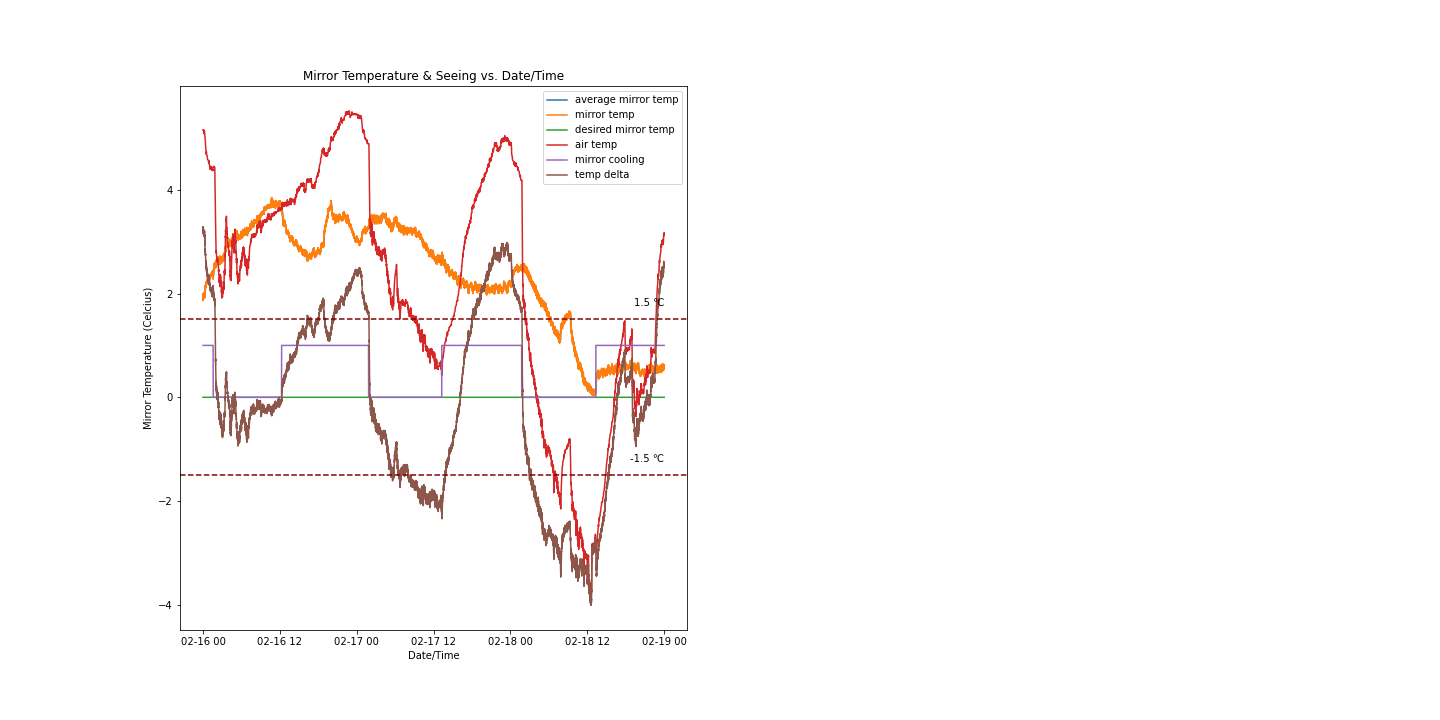 Mirror Temperature & Seeing vs. Date/Time
average mirror temp
mirror temp
desired mirror temp
air temp
mirror cooling
temp delta
Mirror Temperature (Celcius)
4
2
0
−2
−4
1.5 ℃
-1.5 ℃
02-16 00 02-16 12 02-17 00 02-17 12 02-18 00 02-18 12 02-19 00
Date/Time